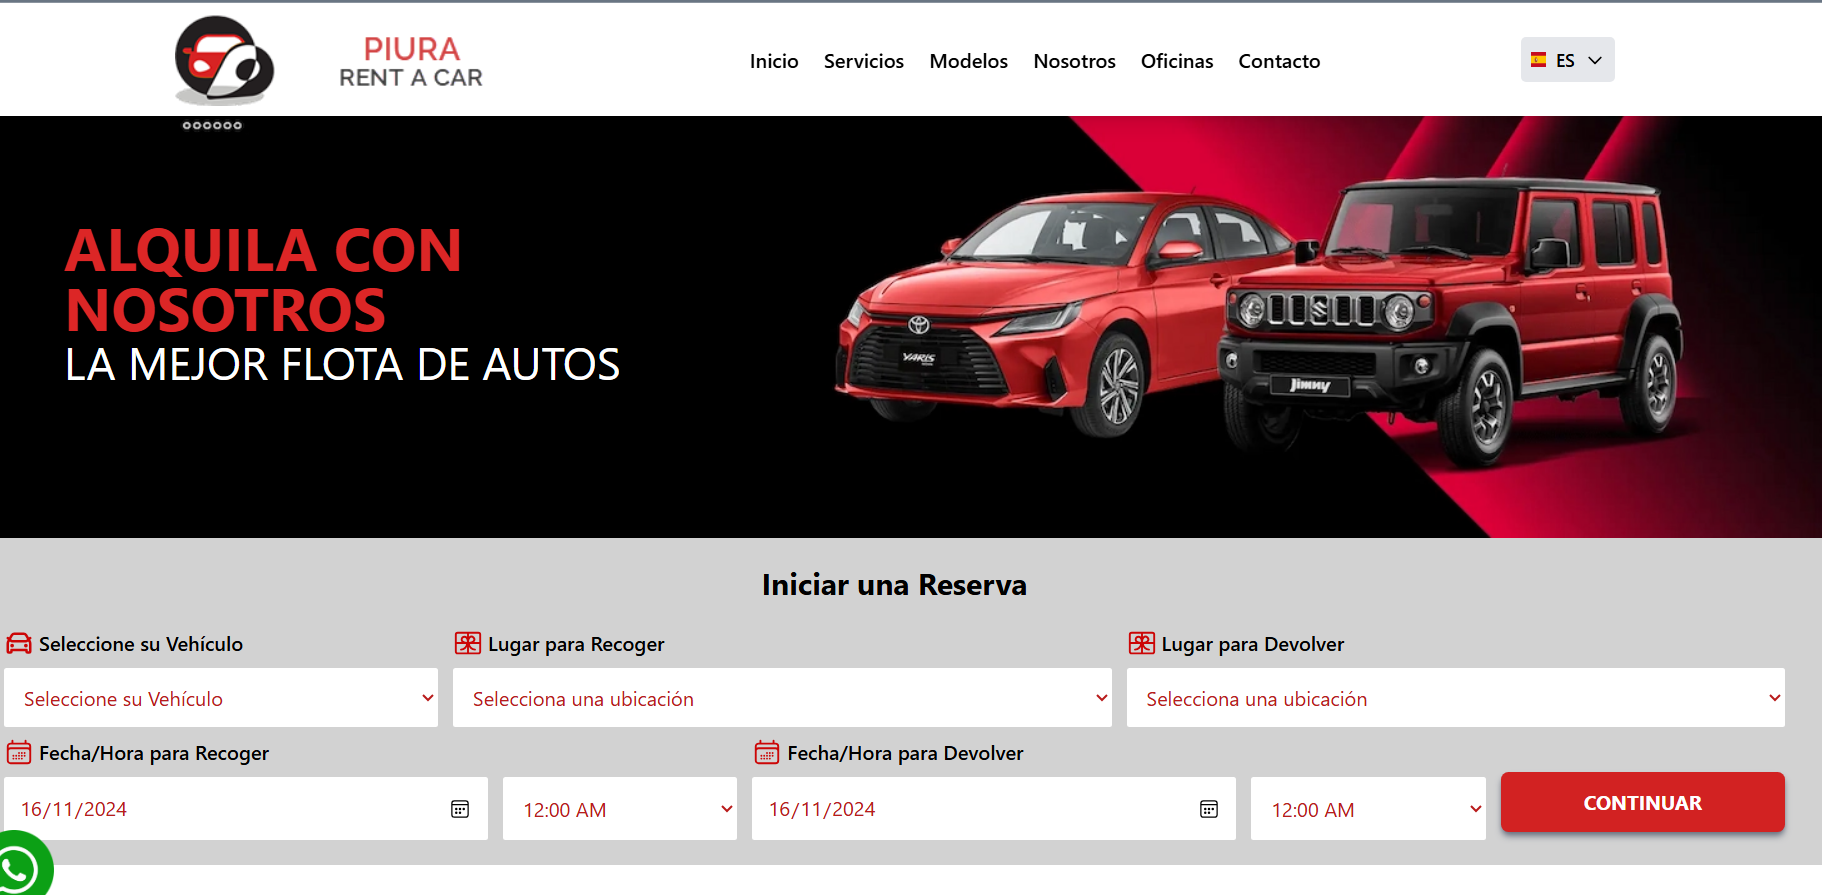 PIURA
RENT A CAR
Inicio Servicios Modelos Nosotros Oficinas Contacto
ES
ALQUILA CON
NOSOTROS
LA MEJOR FLOTA DE AUTOS
YARIS
Jimny
Iniciar una Reserva
Seleccione su Vehículo
Lugar para Recoger
Lugar para Devolver
Seleccione su Vehículo
Selecciona una ubicación
Selecciona una ubicación
Fecha/Hora para Recoger
Fecha/Hora para Devolver
16/11/2024
12:00 AM
16/11/2024
12:00 AM
CONTINUAR